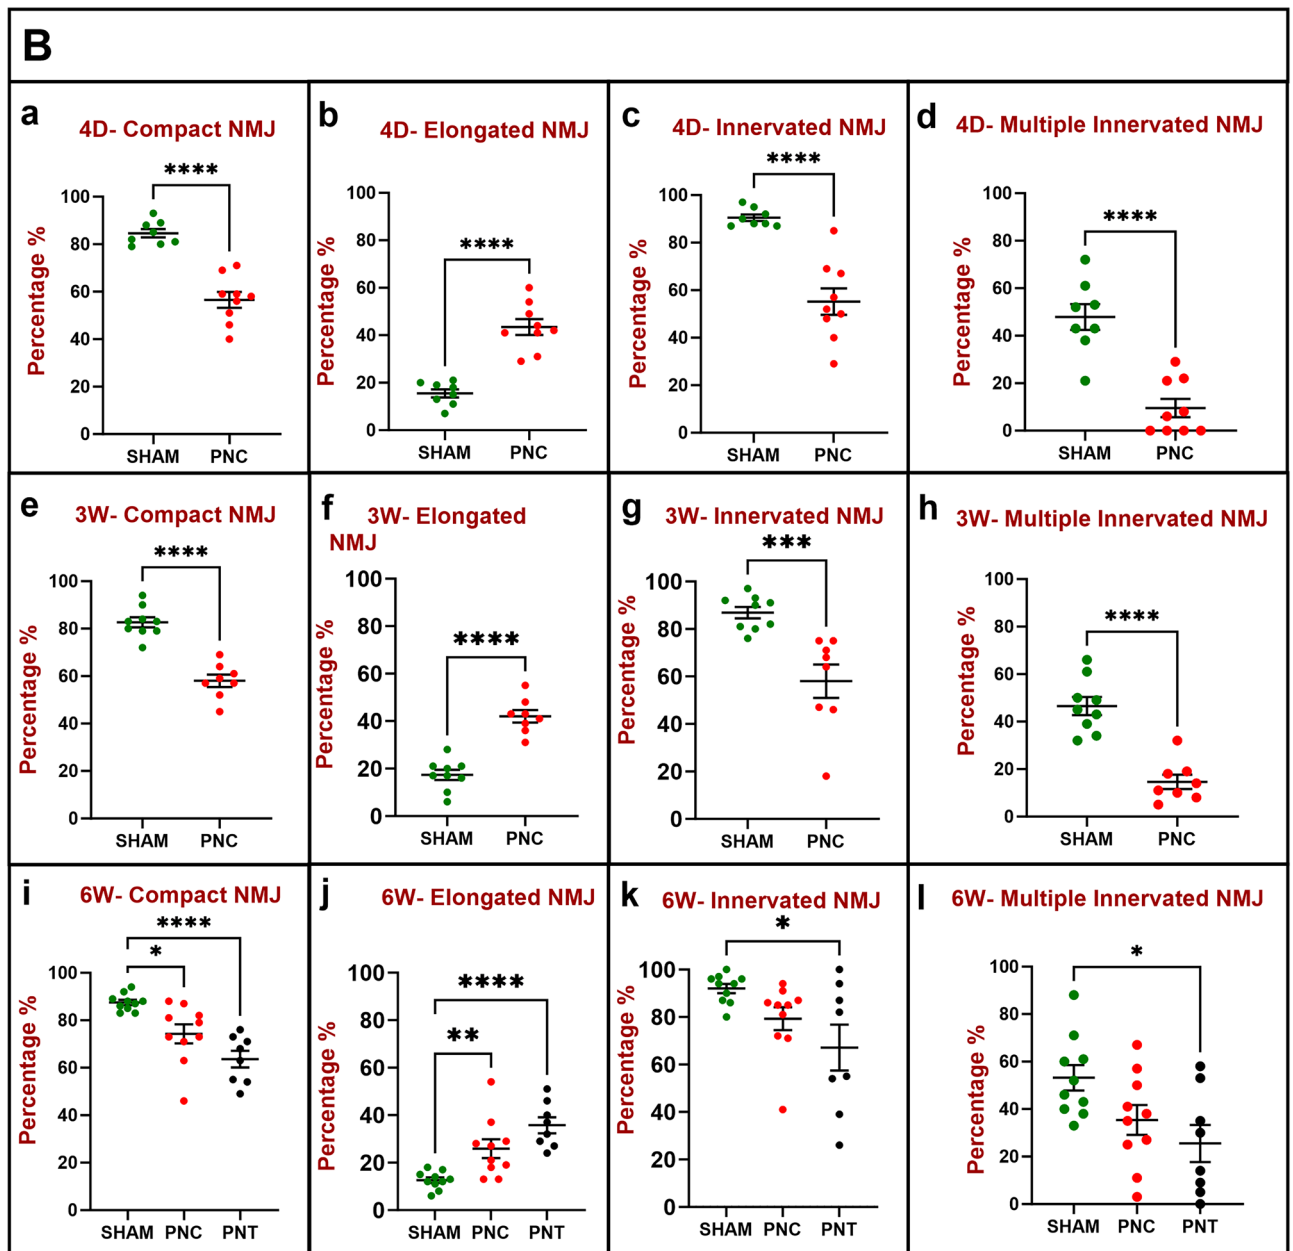 B
a
4D- Compact NMJ
****
Percentage %
100
80
60
40
20
0
SHAM PNC
b
4D- Elongated NMJ
****
Percentage %
100
80
60
40
20
0
SHAM PNC
c
4D- Innervated NMJ
****
Percentage %
100
80
60
40
20
0
SHAM PNC
d
4D- Multiple Innervated NMJ
****
Percentage %
100
80
60
40
20
0
SHAM PNC
e
3W- Compact NMJ
****
Percentage %
100
80
60
40
20
0
SHAM PNC
f
3W- Elongated
NMJ
****
Percentage %
100
80
60
40
20
0
SHAM PNC
g
3W- Innervated NMJ
***
Percentage %
100
80
60
40
20
0
SHAM PNC
h
3W- Multiple Innervated NMJ
****
Percentage %
100
80
60
40
20
0
SHAM PNC
i
6W- Compact NMJ
****
*
Percentage %
100
80
60
40
20
0
SHAM PNC PNT
j
6W- Elongated NMJ
****
**
Percentage %
100
80
60
40
20
0
SHAM PNC PNT
k
6W- Innervated NMJ
*
Percentage %
100
80
60
40
20
0
SHAM PNC PNT
l
6W- Multiple Innervated NMJ
*
Percentage %
100
80
60
40
20
0
SHAM PNC PNT